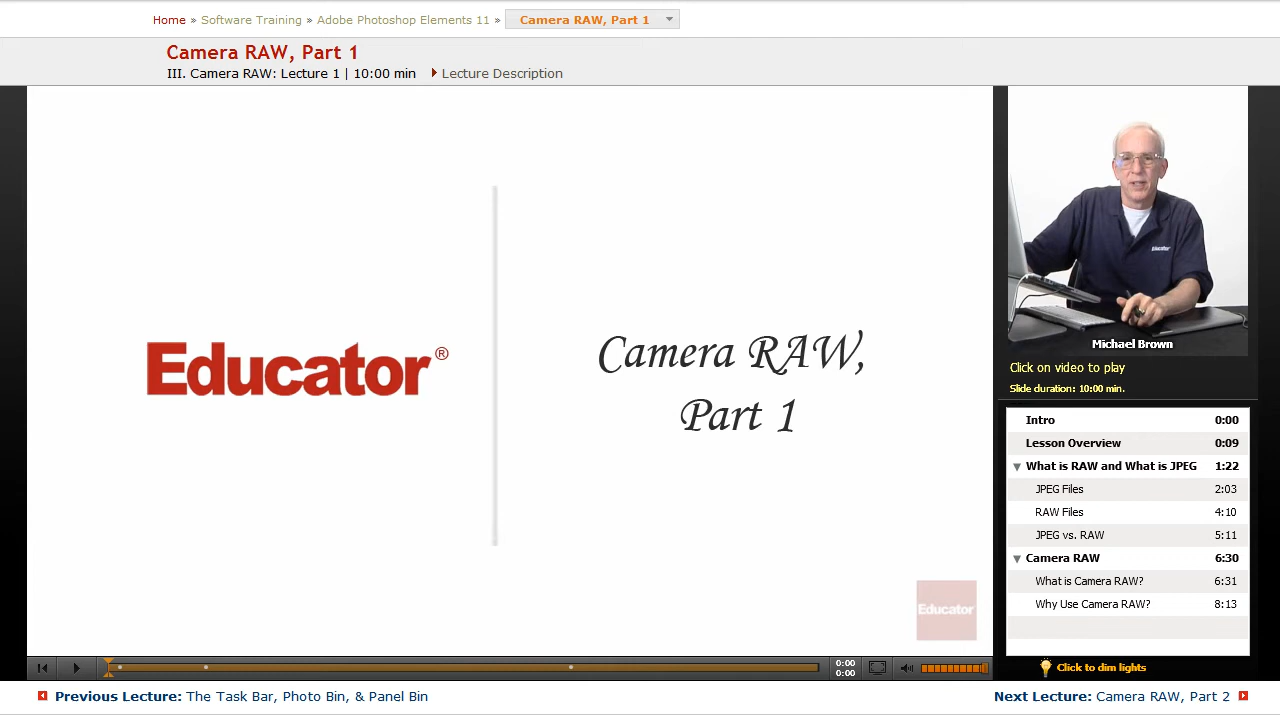 Home » Software Training » Adobe Photoshop Elements 11 » Camera RAW, Part 1
Camera RAW, Part 1
III. Camera RAW: Lecture 1 | 10:00 min Lecture Description
Educator®
Camera RAW,
Part 1
Educator
Educator
Michael Brown
Click on video to play
Slide duration: 10:00 min.
Intro 0:00
Lesson Overview 0:09
What is RAW and What is JPEG 1:22
JPEG Files 2:03
RAW Files 4:10
JPEG vs. RAW 5:11
Camera RAW 6:30
What is Camera RAW? 6:31
Why Use Camera RAW? 8:13
0:00
0:00
Click to dim lights
Previous Lecture: The Task Bar, Photo Bin, & Panel Bin
Next Lecture: Camera RAW, Part 2